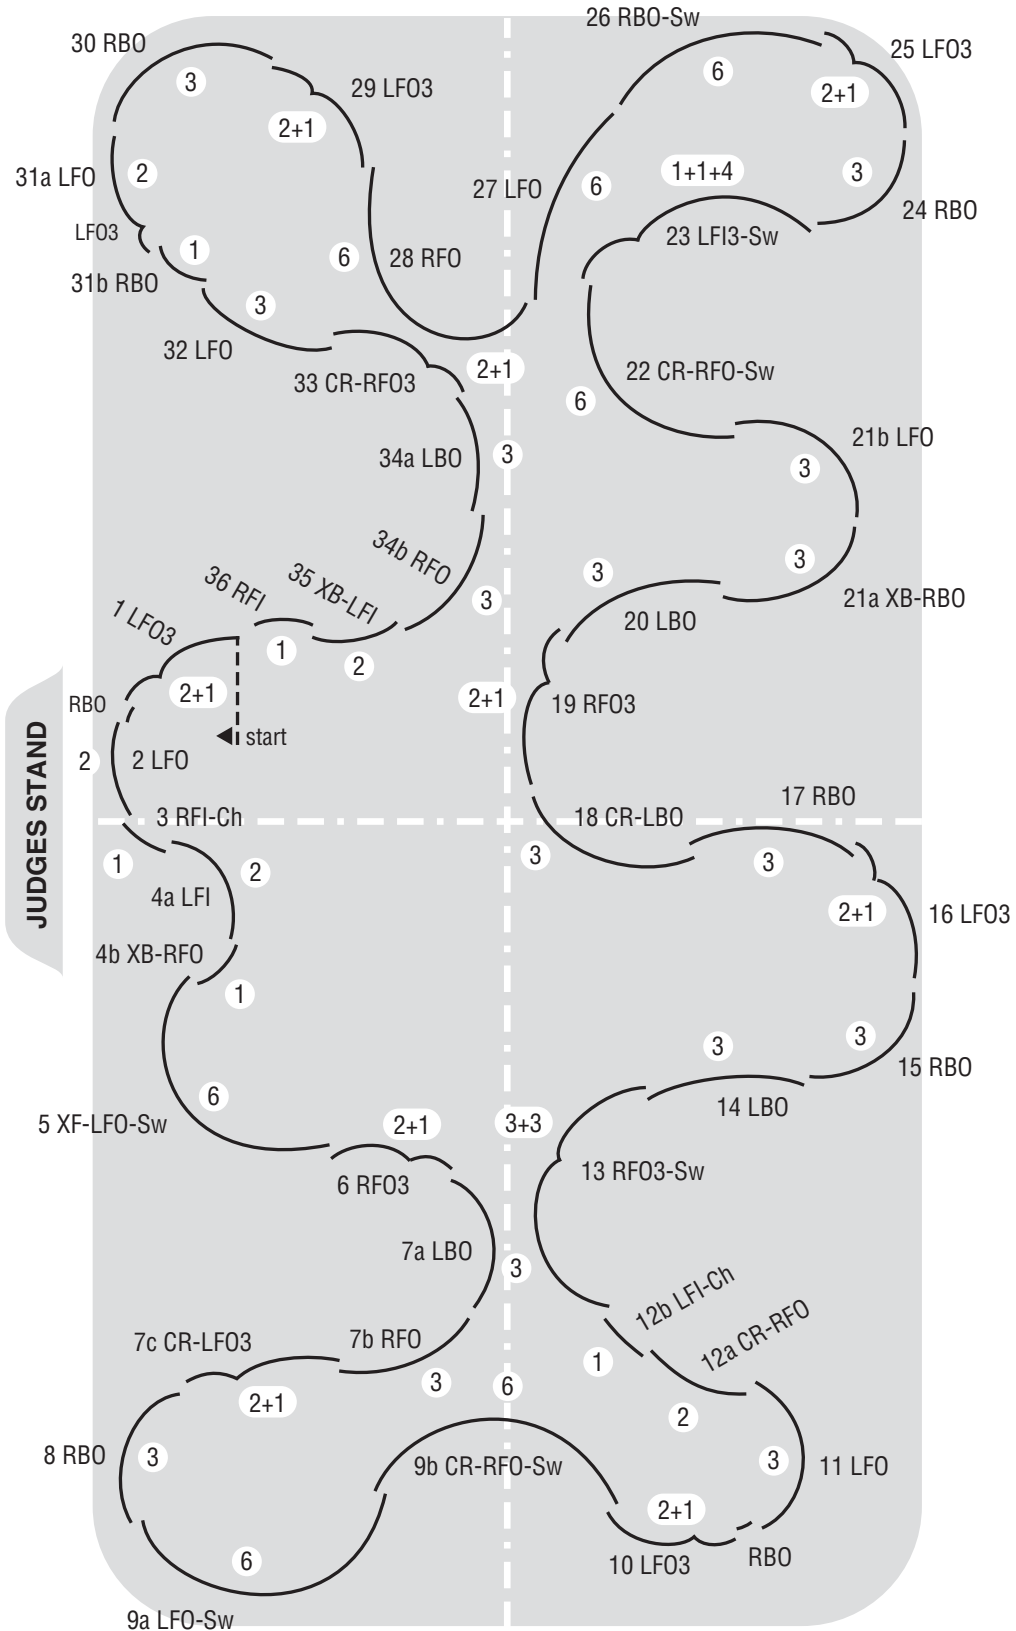 26 RBO-Sw
30 RBO
25 LFO3
3
6
29 LFO3
2+1
2+1
31a LFO
2
27 LFO
6
1+1+4
3
24 RBO
LFO3
1
23 LFI3-Sw
31b RBO
6
28 RFO
3
32 LFO
33 CR-RFO3
2+1
22 CR-RFO-Sw
6
21b LFO
34a LBO
3
3
34b RFO
3
3
36 RFI
35 XB-LFI
3
21a XB-RBO
1 LFO3
20 LBO
1
2
2+1
2+1
RBO
19 RFO3
start
2
2 LFO
JUDGES STAND
17 RBO
3 RFI-Ch
18 CR-LBO
1
2
3
3
4a LFI
2+1
16 LFO3
4b XB-RFO
1
3
3
15 RBO
6
14 LBO
5 XF-LFO-Sw
2+1
3+3
6 RFO3
13 RFO3-Sw
7a LBO
3
12b LFI-Ch
12a CR-RFO
7c CR-LFO3
7b RFO
1
3
6
2+1
2
8 RBO
3
9b CR-RFO-Sw
3
11 LFO
2+1
6
10 LFO3
RBO
9a LFO-Sw